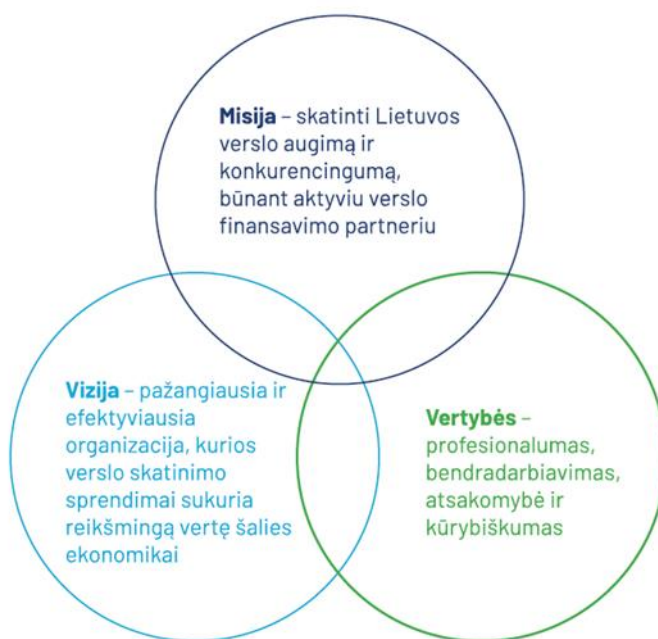 Misija – skatinti Lietuvos
verslo augimą ir
konkurencingumą,
būnant aktyviu verslo
finansavimo partneriu
Vizija – pažangiausia ir
efektyviausia
organizacija, kurios
verslo skatinimo
sprendimai sukuria
reikšmingą vertę šalies
ekonomikai
Vertybės –
profesionalumas,
bendradarbiavimas,
atsakomybė ir
kūrybiškumas